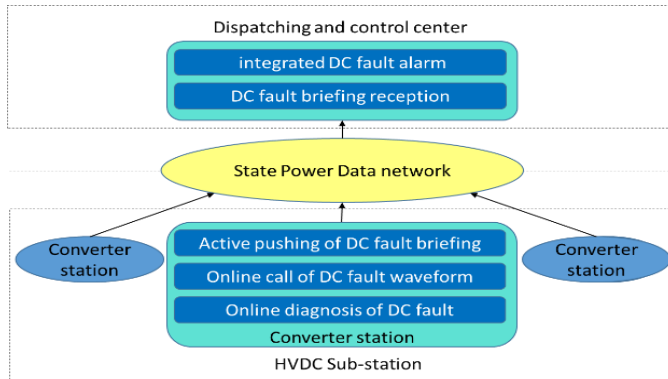 Dispatching and control center
integrated DC fault alarm
DC fault briefing reception
State Power Data network
Converter
station
Active pushing of DC fault briefing
Online call of DC fault waveform
Online diagnosis of DC fault
Converter station
Converter
station
HVDC Sub-station